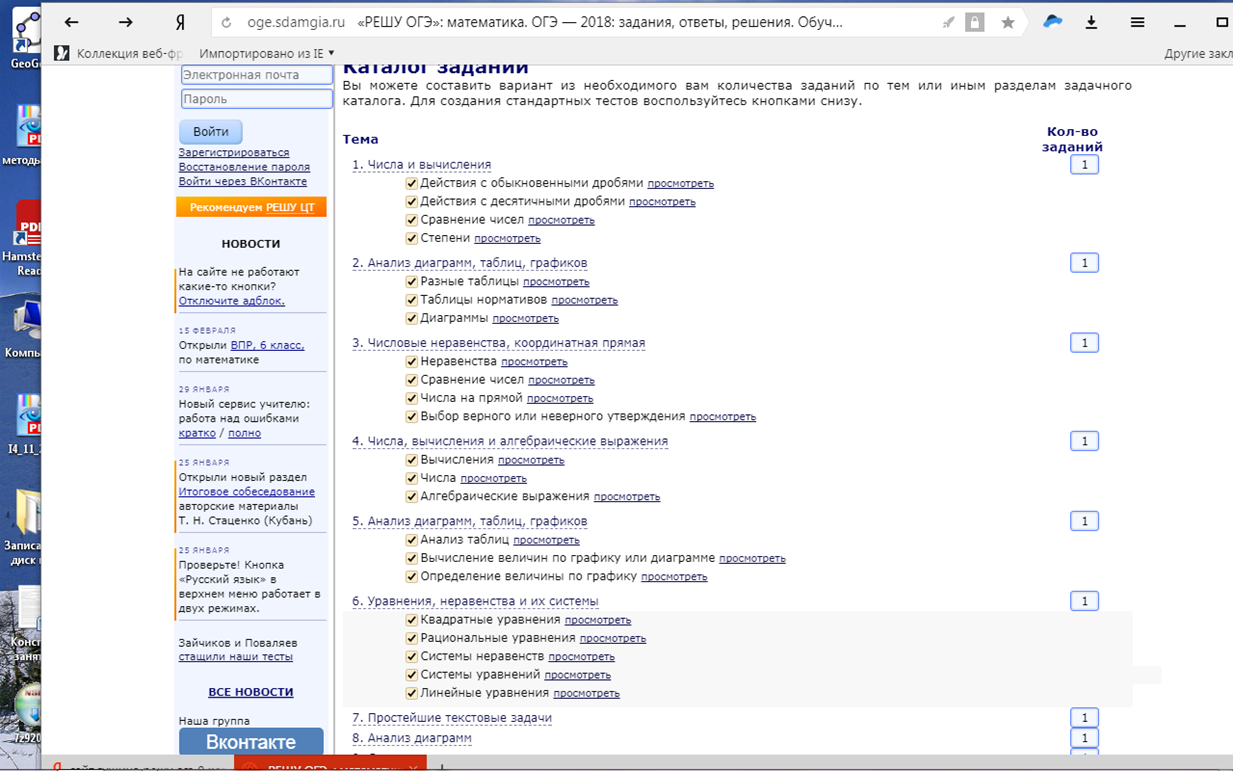 GeoG
методы
Hamste
Read
Компь
I4_11_
Записа
диск
Конс
заня
7z920
Я
oge.sdamgia.ru «РЕШУ ОГЭ»: математика. ОГЭ — 2018: задания, ответы, решения. Обуч...
Коллекция веб-фр
Импортировано из IE
Другие закл
Электронная почта
Пароль
Войти
Зарегистрироваться
Восстановление пароля
Войти через ВКонтакте
Рекомендуем РЕШУ ЦТ
НОВОСТИ
На сайте не работают
какие-то кнопки?
Отключите адблок.
15 ФЕВРАЛЯ
Открыли ВПР, 6 класс,
по математике
29 ЯНВАРЯ
Новый сервис учителю:
работа над ошибками
кратко / полно
25 ЯНВАРЯ
Открыли новый раздел
Итоговое собеседование
авторские материалы
Т. Н. Стаценко (Кубань)
25 ЯНВАРЯ
Проверьте! Кнопка
«Русский язык» в
верхнем меню работает в
двух режимах.
Зайчиков и Поваляев
стащили наши тесты
ВСЕ НОВОСТИ
Наша группа
Вконтакте
Каталог заданий
Вы можете составить вариант из необходимого вам количества заданий по тем или иным разделам задачного
каталога. Для создания стандартных тестов воспользуйтесь кнопками снизу.
Тема
Кол-во
заданий
1. Числа и вычисления 1
Действия с обыкновенными дробями просмотреть
Действия с десятичными дробями просмотреть
Сравнение чисел просмотреть
Степени просмотреть
2. Анализ диаграмм, таблиц, графиков 1
Разные таблицы просмотреть
Таблицы нормативов просмотреть
Диаграммы просмотреть
3. Числовые неравенства, координатная прямая 1
Неравенства просмотреть
Сравнение чисел просмотреть
Числа на прямой просмотреть
Выбор верного или неверного утверждения просмотреть
4. Числа, вычисления и алгебраические выражения 1
Вычисления просмотреть
Числа просмотреть
Алгебраические выражения просмотреть
5. Анализ диаграмм, таблиц, графиков 1
Анализ таблиц просмотреть
Вычисление величин по графику или диаграмме просмотреть
Определение величины по графику просмотреть
6. Уравнения, неравенства и их системы 1
Квадратные уравнения просмотреть
Рациональные уравнения просмотреть
Системы неравенств просмотреть
Системы уравнений просмотреть
Линейные уравнения просмотреть
7. Простейшие текстовые задачи 1
8. Анализ диаграмм 1